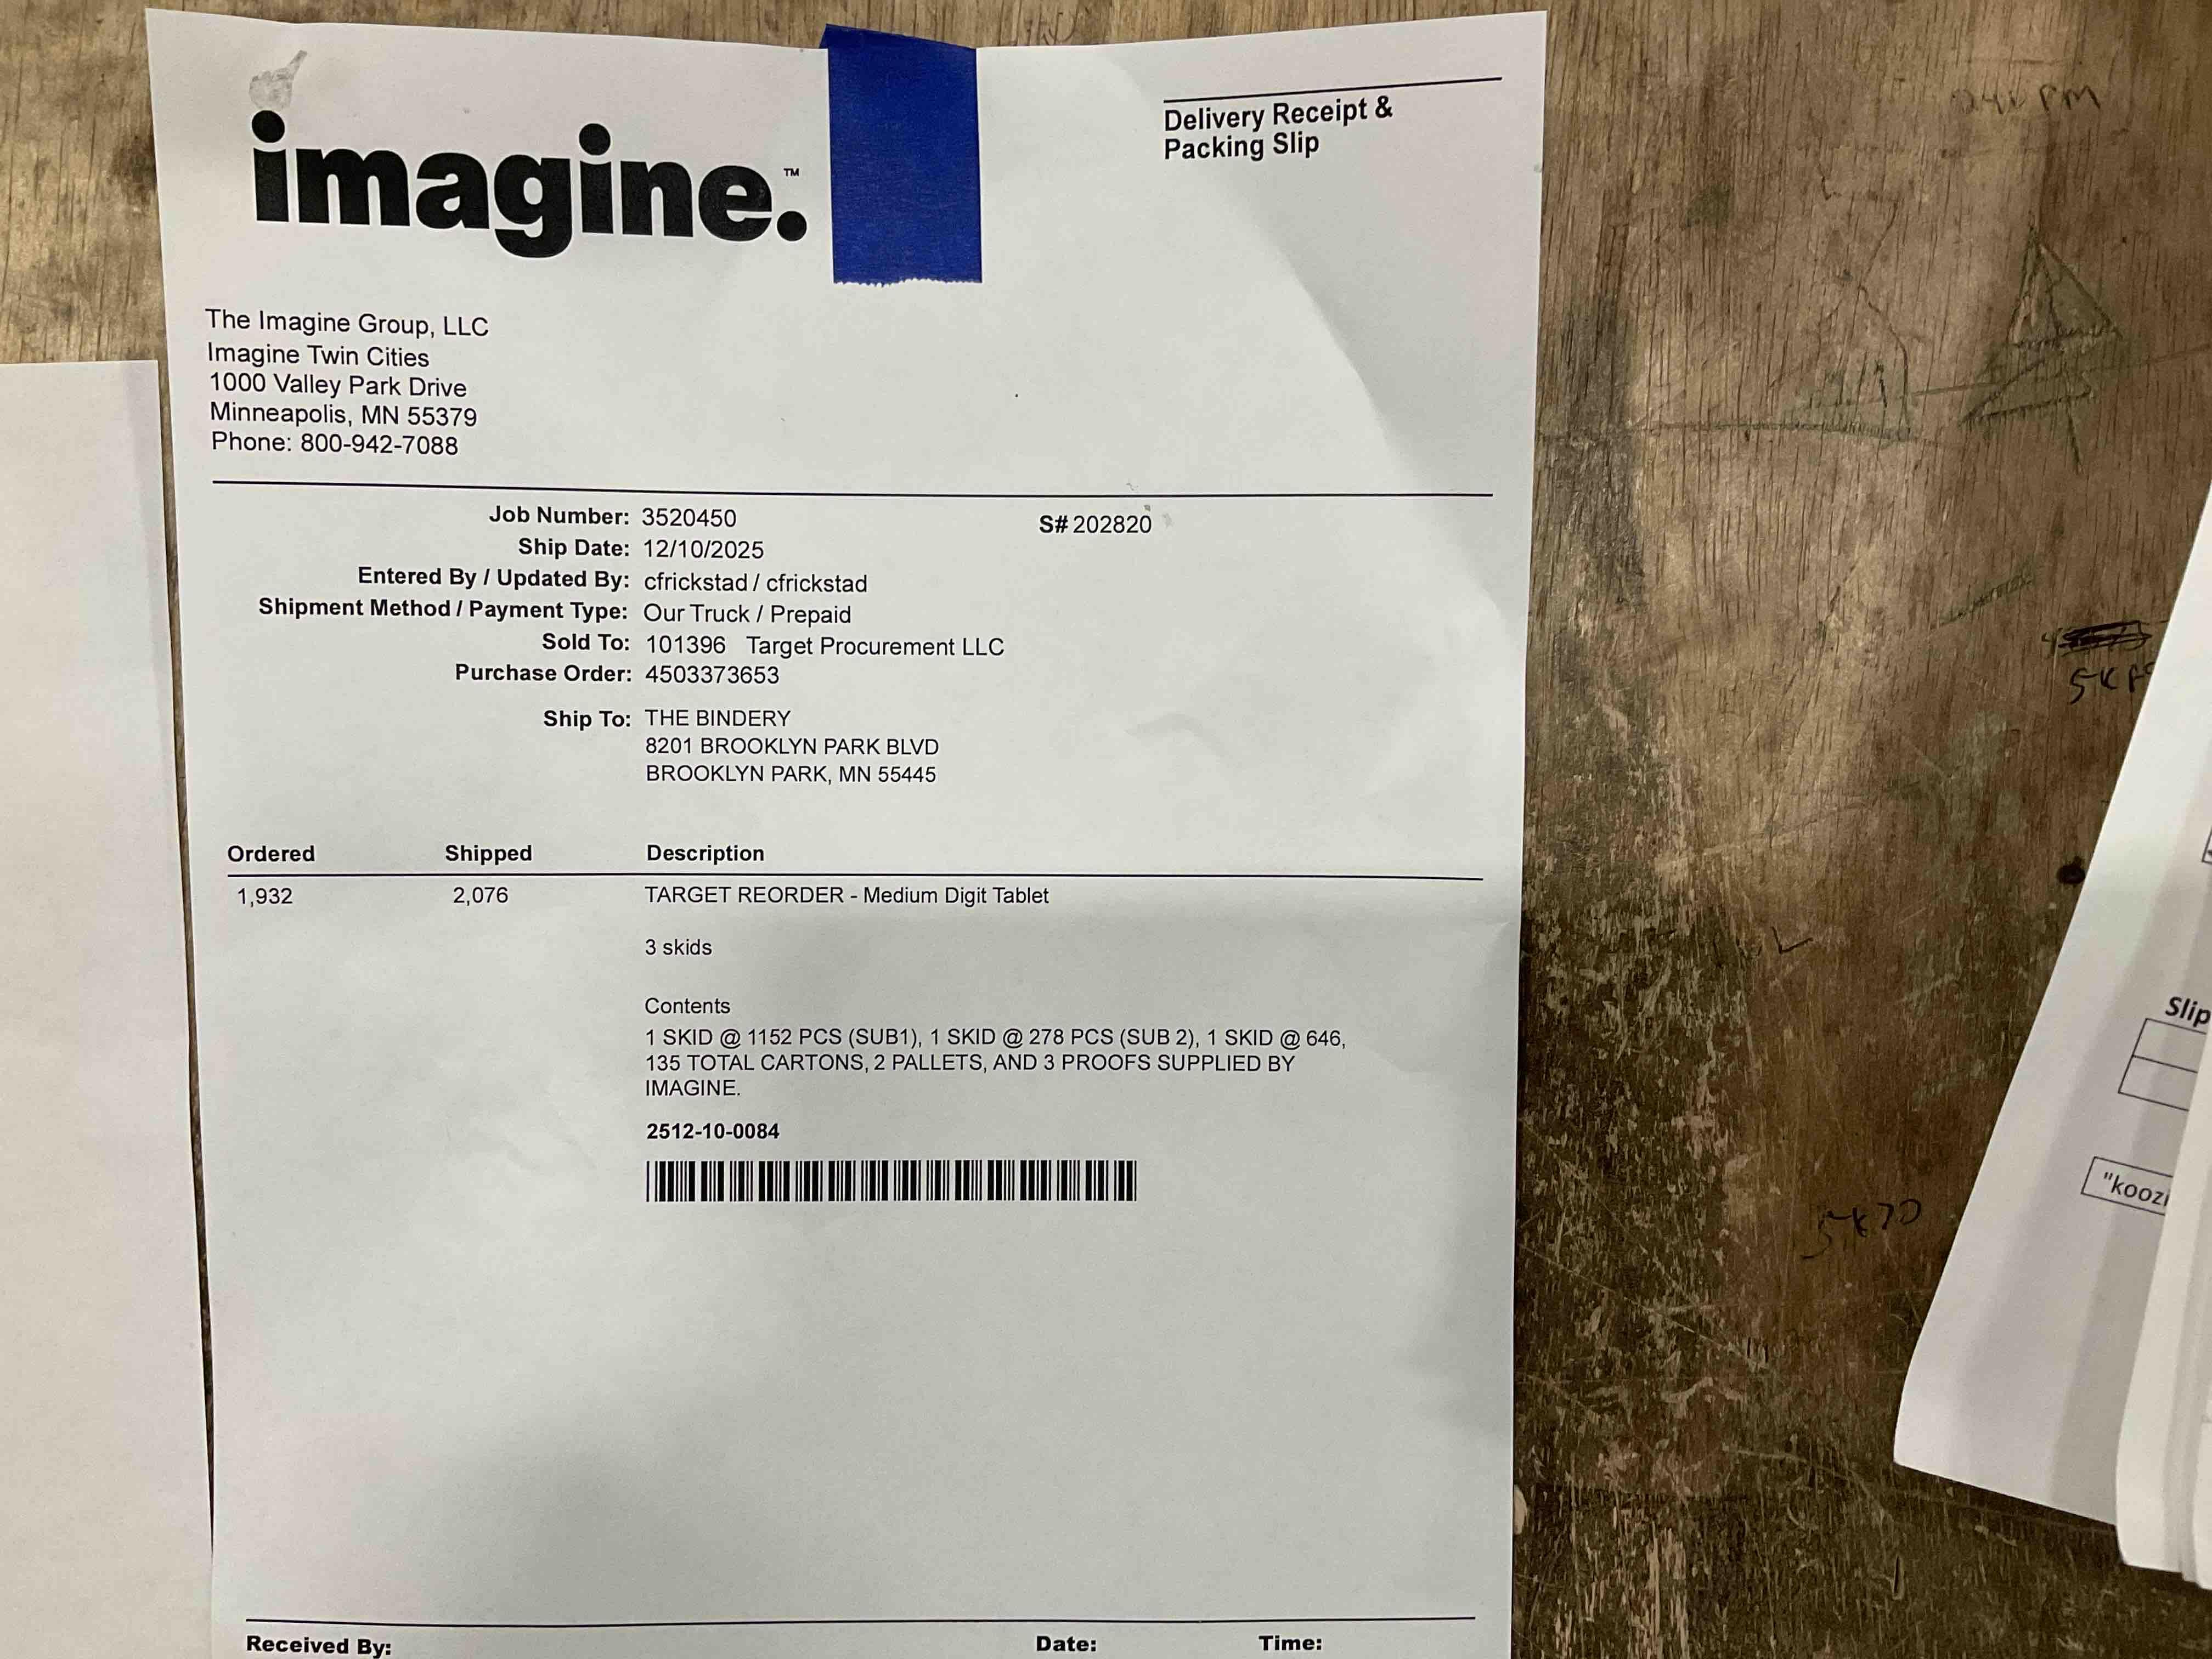 imagine.™
Delivery Receipt &
Packing Slip
The Imagine Group, LLC
Imagine Twin Cities
1000 Valley Park Drive
Minneapolis, MN 55379
Phone: 800-942-7088
Job Number: 3520450 S# 202820
Ship Date: 12/10/2025
Entered By / Updated By: cfrickstad / cfrickstad
Shipment Method / Payment Type: Our Truck / Prepaid
Sold To: 101396 Target Procurement LLC
Purchase Order: 4503373653
Ship To: THE BINDERY
8201 BROOKLYN PARK BLVD
BROOKLYN PARK, MN 55445
Ordered Shipped Description
1,932 2,076 TARGET REORDER - Medium Digit Tablet
3 skids
Contents
1 SKID @ 1152 PCS (SUB1), 1 SKID @ 278 PCS (SUB 2), 1 SKID @ 646,
135 TOTAL CARTONS, 2 PALLETS, AND 3 PROOFS SUPPLIED BY
IMAGINE.
2512-10-0084
Received By: Date: Time:
Slip
"koozi